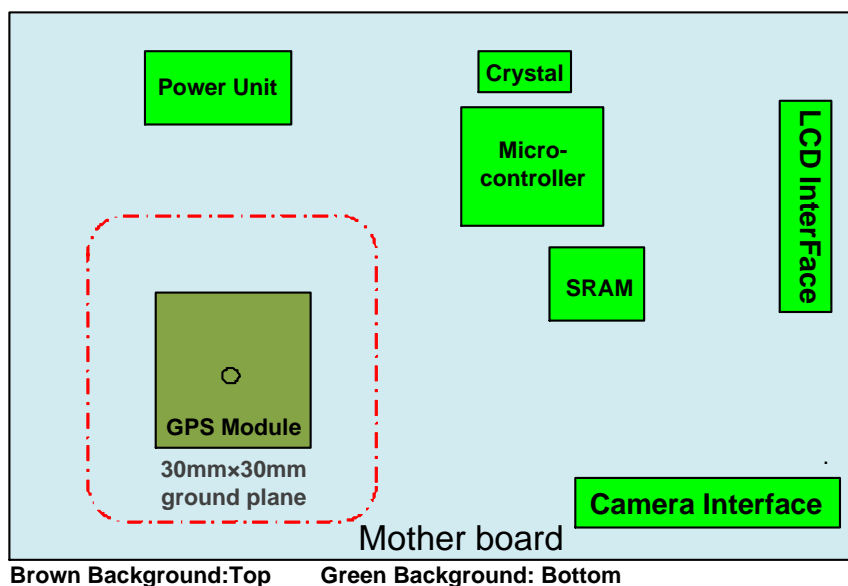 Power Unit
Crystal
Micro-
controller
LCD InterFace
SRAM
GPS Module
30mm×30mm
ground plane
Camera Interface
Mother board
Brown Background:Top Green Background: Bottom